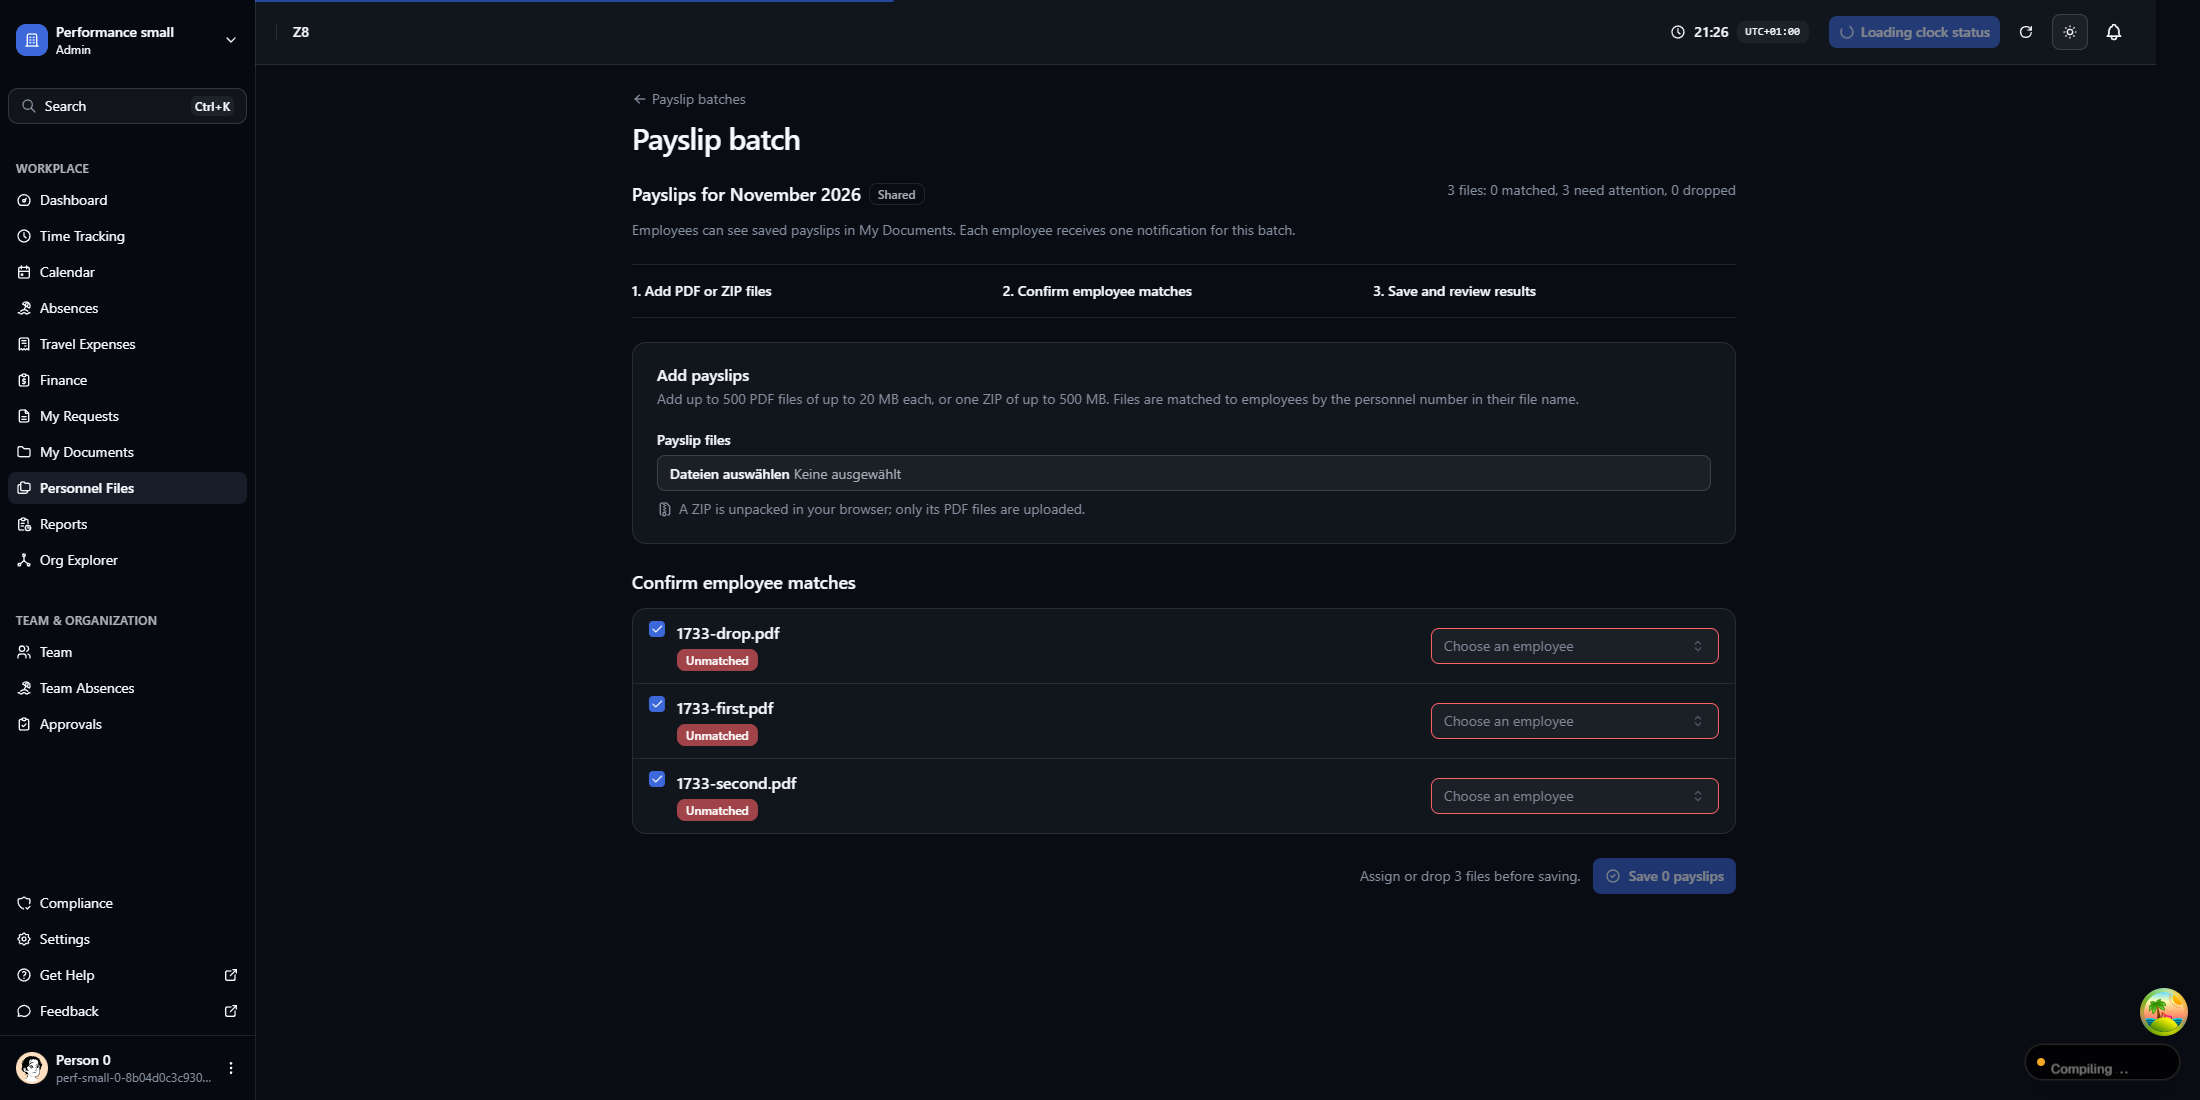 Performance small
Admin
Search
Ctrl+K
WORKPLACE
Dashboard
Time Tracking
Calendar
Absences
Travel Expenses
Finance
My Requests
My Documents
Personnel Files
Reports
Org Explorer
TEAM & ORGANIZATION
Team
Team Absences
Approvals
Compliance
Settings
Get Help
Feedback
Person 0
perf-small-0-8b04d0c3c930...
Z8
21:26
UTC+01:00
Loading clock status
← Payslip batches
Payslip batch
Payslips for November 2026
Shared
3 files: 0 matched, 3 need attention, 0 dropped
Employees can see saved payslips in My Documents. Each employee receives one notification for this batch.
1. Add PDF or ZIP files
2. Confirm employee matches
3. Save and review results
Add payslips
Add up to 500 PDF files of up to 20 MB each, or one ZIP of up to 500 MB. Files are matched to employees by the personnel number in their file name.
Payslip files
Dateien auswählen Keine ausgewählt
A ZIP is unpacked in your browser; only its PDF files are uploaded.
Confirm employee matches
1733-drop.pdf
Unmatched
Choose an employee
1733-first.pdf
Unmatched
Choose an employee
1733-second.pdf
Unmatched
Choose an employee
Assign or drop 3 files before saving.
Save 0 payslips
Compiling ...